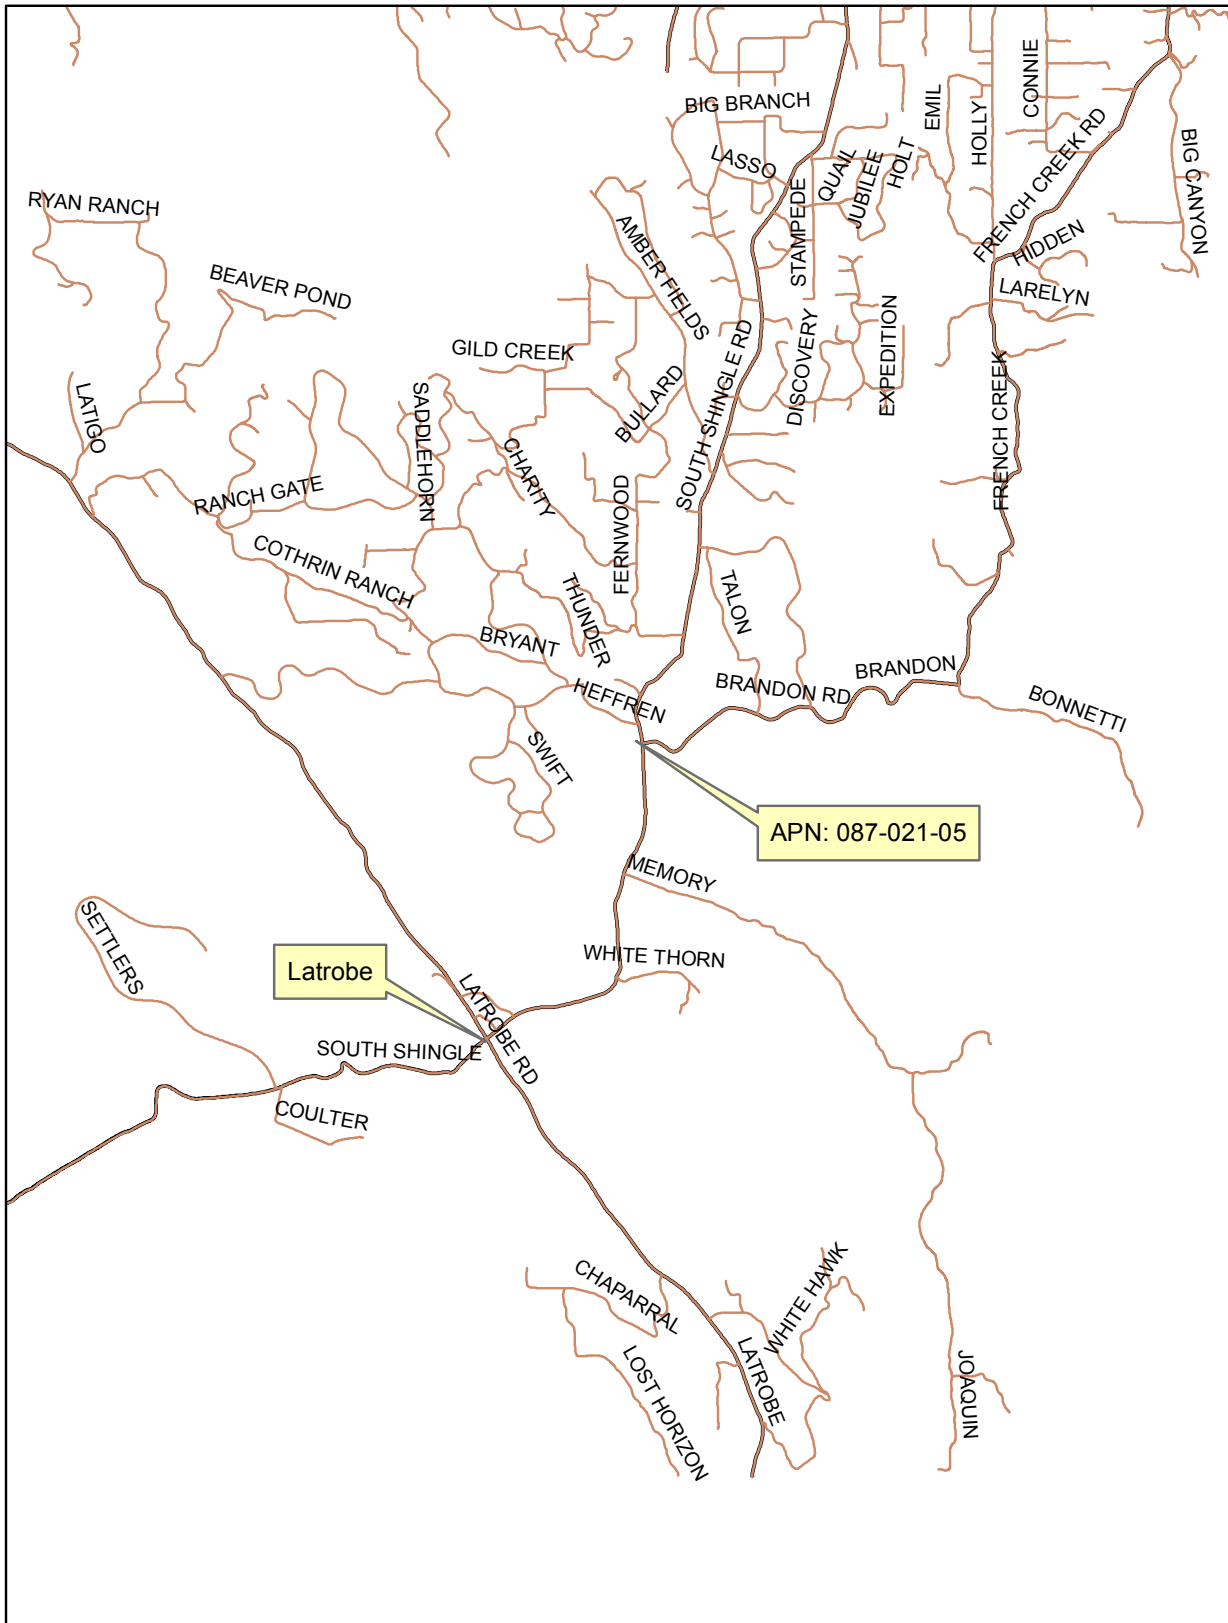 BIG BRANCH
EMIL
HOLLY
CONNIE
FRENCH CREEK RD
BIG CANYON
LASSO
QUAIL
JUBILEE
HOLT
STAMPEDE
RYAN RANCH
AMBER FIELDS
HIDDEN
LARELYN
BEAVER POND
GILD CREEK
SOUTH SHINGLE RD
DISCOVERY
EXPEDITION
FRENCH CREEK
LATIGO
SADDLEHORN
BULLARD
CHARITY
RANCH GATE
FERNWOOD
COTHRIN RANCH
THUNDER
TALON
BRYANT
HEFFREN
BRANDON RD
BRANDON
BONNETTI
SWIFT
APN: 087-021-05
MEMORY
SETTLERS
WHITE THORN
Latrobe
LATROBE RD
SOUTH SHINGLE
COULTER
CHAPARRAL
WHITE HAWK
LOST HORIZON
LATROBE
JOAQUIN